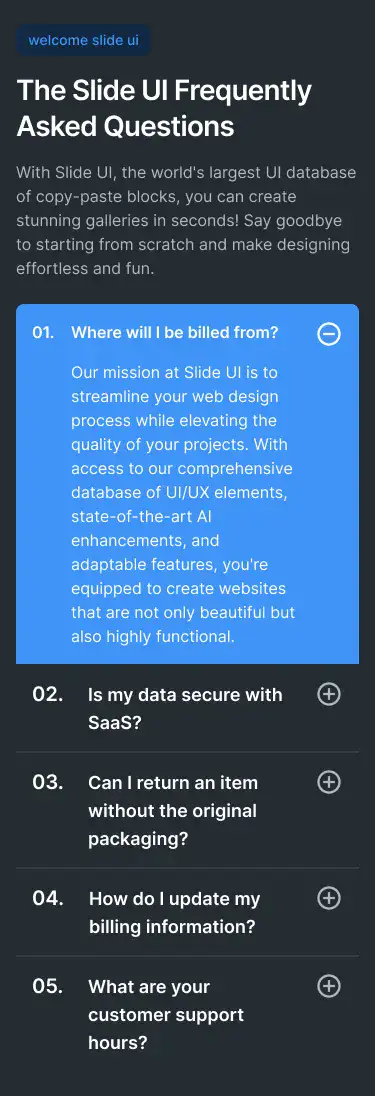 welcome slide ui
The Slide UI Frequently
Asked Questions
With Slide UI, the world's largest UI database
of copy-paste blocks, you can create
stunning galleries in seconds! Say goodbye
to starting from scratch and make designing
effortless and fun.
01. Where will I be billed from?
Our mission at Slide UI is to
streamline your web design
process while elevating the
quality of your projects. With
access to our comprehensive
database of UI/UX elements,
state-of-the-art AI
enhancements, and
adaptable features, you're
equipped to create websites
that are not only beautiful but
also highly functional.
02. Is my data secure with
SaaS?
03. Can I return an item
without the original
packaging?
04. How do I update my
billing information?
05. What are your
customer support
hours?